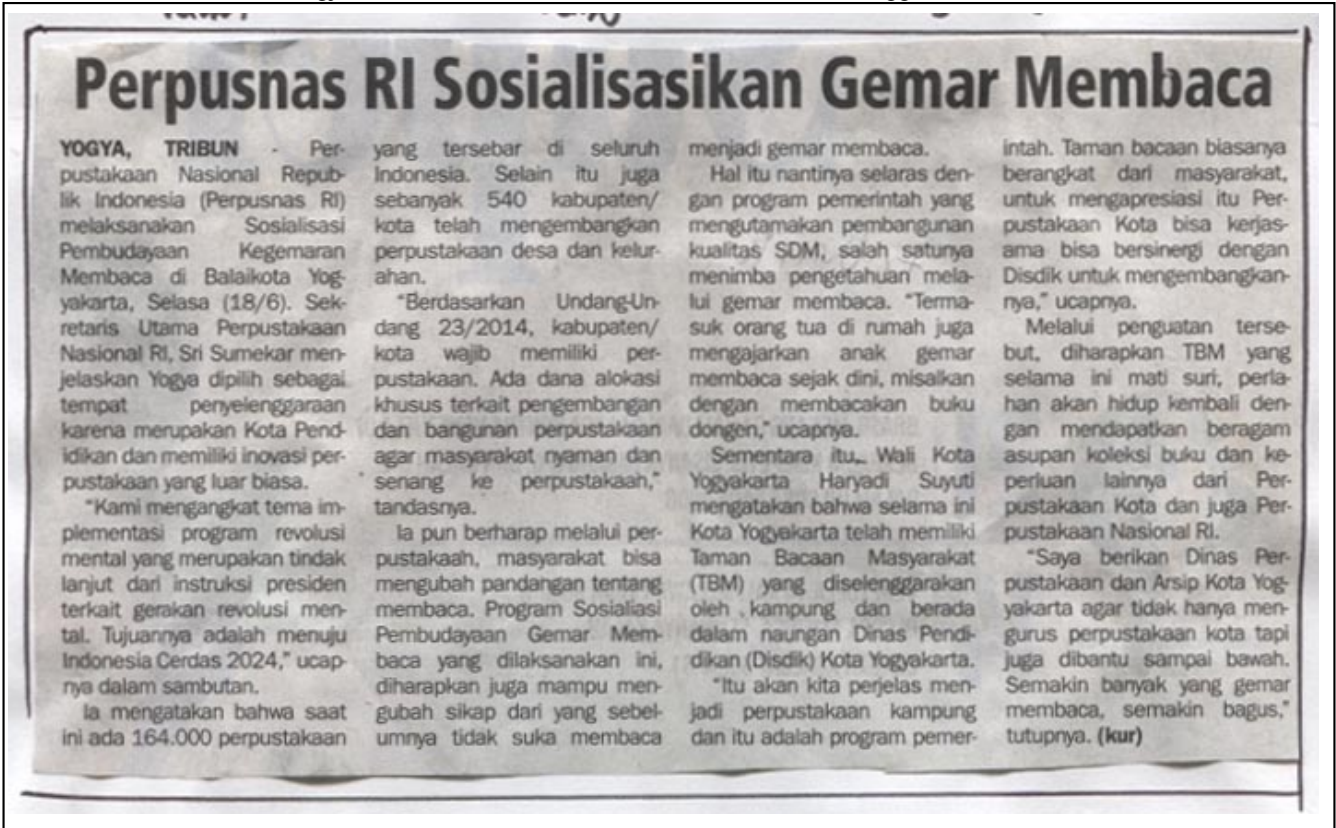 Perpusnas RI Sosialisasikan Gemar Membaca
YOGYA, TRIBUN - Per-
pustakaan Nasional Repub-
lik Indonesia (Perpusnas RI)
melaksanakan Sosialisasi
Pembudayaan Kegemaran
Membaca di Balaikota Yog-
yakarta, Selasa (18/6). Sek-
retaris Utama Perpustakaan
Nasional RI, Sri Sumekar men-
jelaskan Yogya dipilih sebagai
tempat penyelenggaraan
karena merupakan Kota Pend-
idikan dan memiliki inovasi per-
pustakaan yang luar biasa.
"Kami mengangkat tema im-
plementasi program revolusi
mental yang merupakan tindak
lanjut dari instruksi presiden
terkait gerakan revolusi men-
tal. Tujuannya adalah menuju
Indonesia Cerdas 2024," ucap-
nya dalam sambutan.
Ia mengatakan bahwa saat
ini ada 164.000 perpustakaan
yang tersebar di seluruh
Indonesia. Selain itu juga
sebanyak 540 kabupaten/
kota telah mengembangkan
perpustakaan desa dan kelur-
ahan.
"Berdasarkan Undang-Un-
dang 23/2014, kabupaten/
kota wajib memiliki per-
pustakaan. Ada dana alokasi
khusus terkait pengembangan
dan bangunan perpustakaan
agar masyarakat nyaman dan
senang ke perpustakaah,"
tandasnya.
Ia pun berharap melalui per-
pustakaah, masyarakat bisa
mengubah pandangan tentang
membaca. Program Sosialiasi
Pembudayaan Gemar Mem-
baca yang dilaksanakan ini,
diharapkan juga mampu men-
gubah sikap dari yang sebel-
umnya tidak suka membaca
menjadi gemar membaca.
Hal itu nantinya selaras den-
gan program pemerintah yang
mengutamakan pembangunan
kualitas SDM, salah satunya
menimba pengetahuan mela-
lui gemar membaca. "Terma-
suk orang tua di rumah juga
mengajarkan anak gemar
membaca sejak dini, misalkan
dengan membacakan buku
dongen," ucapnya.
Sementara itu, Wali Kota
Yogyakarta Haryadi Suyuti
mengatakan bahwa selama ini
Kota Yogyakarta telah memiliki
Taman Bacaan Masyarakat
(TBM) yang diselenggarakan
oleh kampung dan berada
dalam naungan Dinas Pendi-
dikan (Disdik) Kota Yogyakarta.
"Itu akan kita perjelas men-
jadi perpustakaan kampung
dan itu adalah program pemer-
intah. Taman bacaan biasanya
berangkat dari masyarakat,
untuk mengapresiasi itu Per-
pustakaan Kota bisa kerjas-
ama bisa bersinergi dengan
Disdik untuk mengembangkan-
nya," ucapnya.
Melalui penguatan terse-
but, diharapkan TBM yang
selama ini mati suri, perla-
han akan hidup kembali den-
gan mendapatkan beragam
asupan koleksi buku dan ke-
perluan lainnya dari Per-
pustakaan Kota dan juga Per-
pustakaan Nasional RI.
"Saya berikan Dinas Per-
pustakaan dan Arsip Kota Yog-
yakarta agar tidak hanya men-
gurus perpustakaan kota tapi
juga dibantu sampai bawah.
Semakin banyak yang gemar
membaca, semakin bagus,"
tutupnya. (kur)